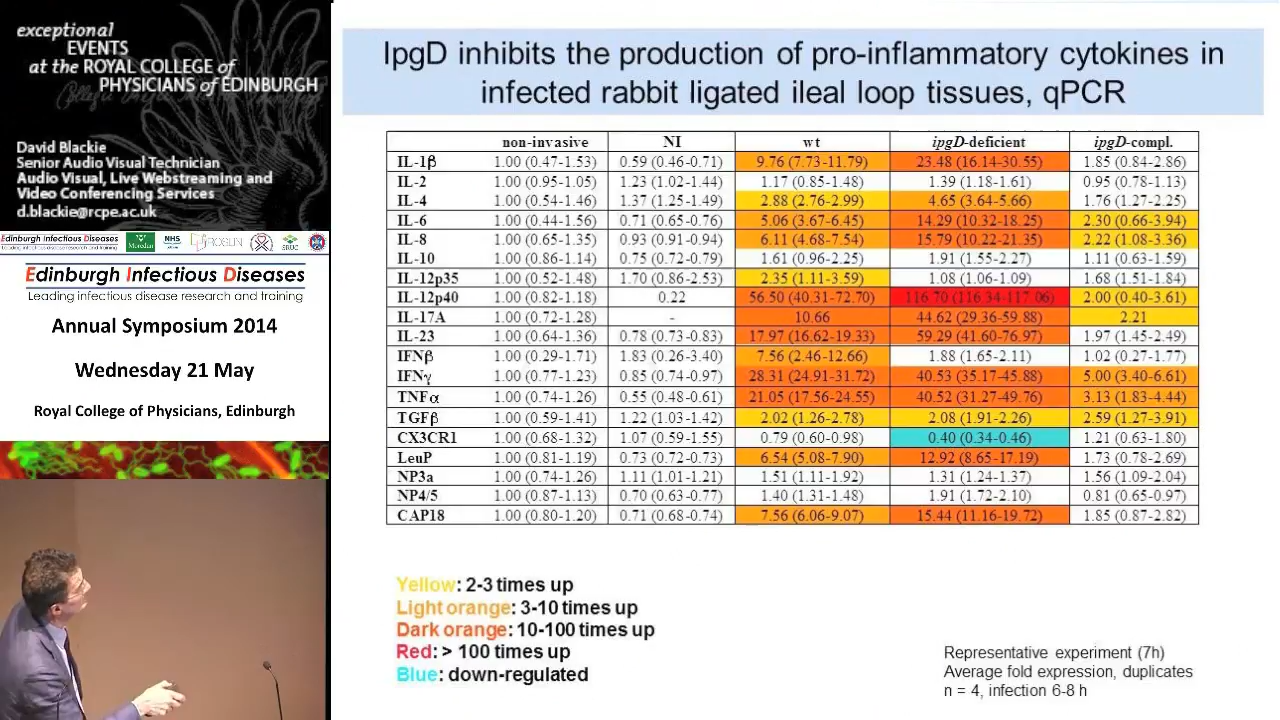 exceptional
EVENTS
at the ROYAL COLLEGE of
PHYSICIANS of EDINBURGH
David Blackie
Senior Audio Visual Technician
Audio Visual, Live Webstreaming and
Video Conferencing Services
d.blackie@rcpe.ac.uk
Edinburgh Infectious Diseases
Leading infectious disease research and training
Moredun
NHS
ROSLIN
SRUC
Edinburgh Infectious Diseases
Leading infectious disease research and training
Annual Symposium 2014
Wednesday 21 May
Royal College of Physicians, Edinburgh
IpgD inhibits the production of pro-inflammatory cytokines in
infected rabbit ligated ileal loop tissues, qPCR
non-invasive NI wt ipgD-deficient ipgD-compl.
IL-1β 1.00 (0.47-1.53) 0.59 (0.46-0.71) 9.76 (7.73-11.79) 23.48 (16.14-30.55) 1.85 (0.84-2.86)
IL-2 1.00 (0.95-1.05) 1.23 (1.02-1.44) 1.17 (0.85-1.48) 1.39 (1.18-1.61) 0.95 (0.78-1.13)
IL-4 1.00 (0.54-1.46) 1.37 (1.25-1.49) 2.88 (2.76-2.99) 4.65 (3.64-5.66) 1.76 (1.27-2.25)
IL-6 1.00 (0.44-1.56) 0.71 (0.65-0.76) 5.06 (3.67-6.45) 14.29 (10.32-18.25) 2.30 (0.66-3.94)
IL-8 1.00 (0.65-1.35) 0.93 (0.91-0.94) 6.11 (4.68-7.54) 15.79 (10.22-21.35) 2.22 (1.08-3.36)
IL-10 1.00 (0.86-1.14) 0.75 (0.72-0.79) 1.61 (0.96-2.25) 1.91 (1.55-2.27) 1.11 (0.63-1.59)
IL-12p35 1.00 (0.52-1.48) 1.70 (0.86-2.53) 2.35 (1.11-3.59) 1.08 (1.06-1.09) 1.68 (1.51-1.84)
IL-12p40 1.00 (0.82-1.18) 0.22 56.50 (40.31-72.70) 116.70 (116.34-117.06) 2.00 (0.40-3.61)
IL-17A 1.00 (0.72-1.28) - 10.66 44.62 (29.36-59.88) 2.21
IL-23 1.00 (0.64-1.36) 0.78 (0.73-0.83) 17.97 (16.62-19.33) 59.29 (41.60-76.97) 1.97 (1.45-2.49)
IFNβ 1.00 (0.29-1.71) 1.83 (0.26-3.40) 7.56 (2.46-12.66) 1.88 (1.65-2.11) 1.02 (0.27-1.77)
IFNγ 1.00 (0.77-1.23) 0.85 (0.74-0.97) 28.31 (24.91-31.72) 40.53 (35.17-45.88) 5.00 (3.40-6.61)
TNFα 1.00 (0.74-1.26) 0.55 (0.48-0.61) 21.05 (17.56-24.55) 40.52 (31.27-49.76) 3.13 (1.83-4.44)
TGFβ 1.00 (0.59-1.41) 1.22 (1.03-1.42) 2.02 (1.26-2.78) 2.08 (1.91-2.26) 2.59 (1.27-3.91)
CX3CR1 1.00 (0.68-1.32) 1.07 (0.59-1.55) 0.79 (0.60-0.98) 0.40 (0.34-0.46) 1.21 (0.63-1.80)
LeuP 1.00 (0.81-1.19) 0.73 (0.72-0.73) 6.54 (5.08-7.90) 12.92 (8.65-17.19) 1.73 (0.78-2.69)
NP3a 1.00 (0.74-1.26) 1.11 (1.01-1.21) 1.51 (1.11-1.92) 1.31 (1.24-1.37) 1.56 (1.09-2.04)
NP4/5 1.00 (0.87-1.13) 0.70 (0.63-0.77) 1.40 (1.31-1.48) 1.91 (1.72-2.10) 0.81 (0.65-0.97)
CAP18 1.00 (0.80-1.20) 0.71 (0.68-0.74) 7.56 (6.06-9.07) 15.44 (11.16-19.72) 1.85 (0.87-2.82)
Yellow: 2-3 times up
Light orange: 3-10 times up
Dark orange: 10-100 times up
Red: > 100 times up
Blue: down-regulated
Representative experiment (7h)
Average fold expression, duplicates
n = 4, infection 6-8 h